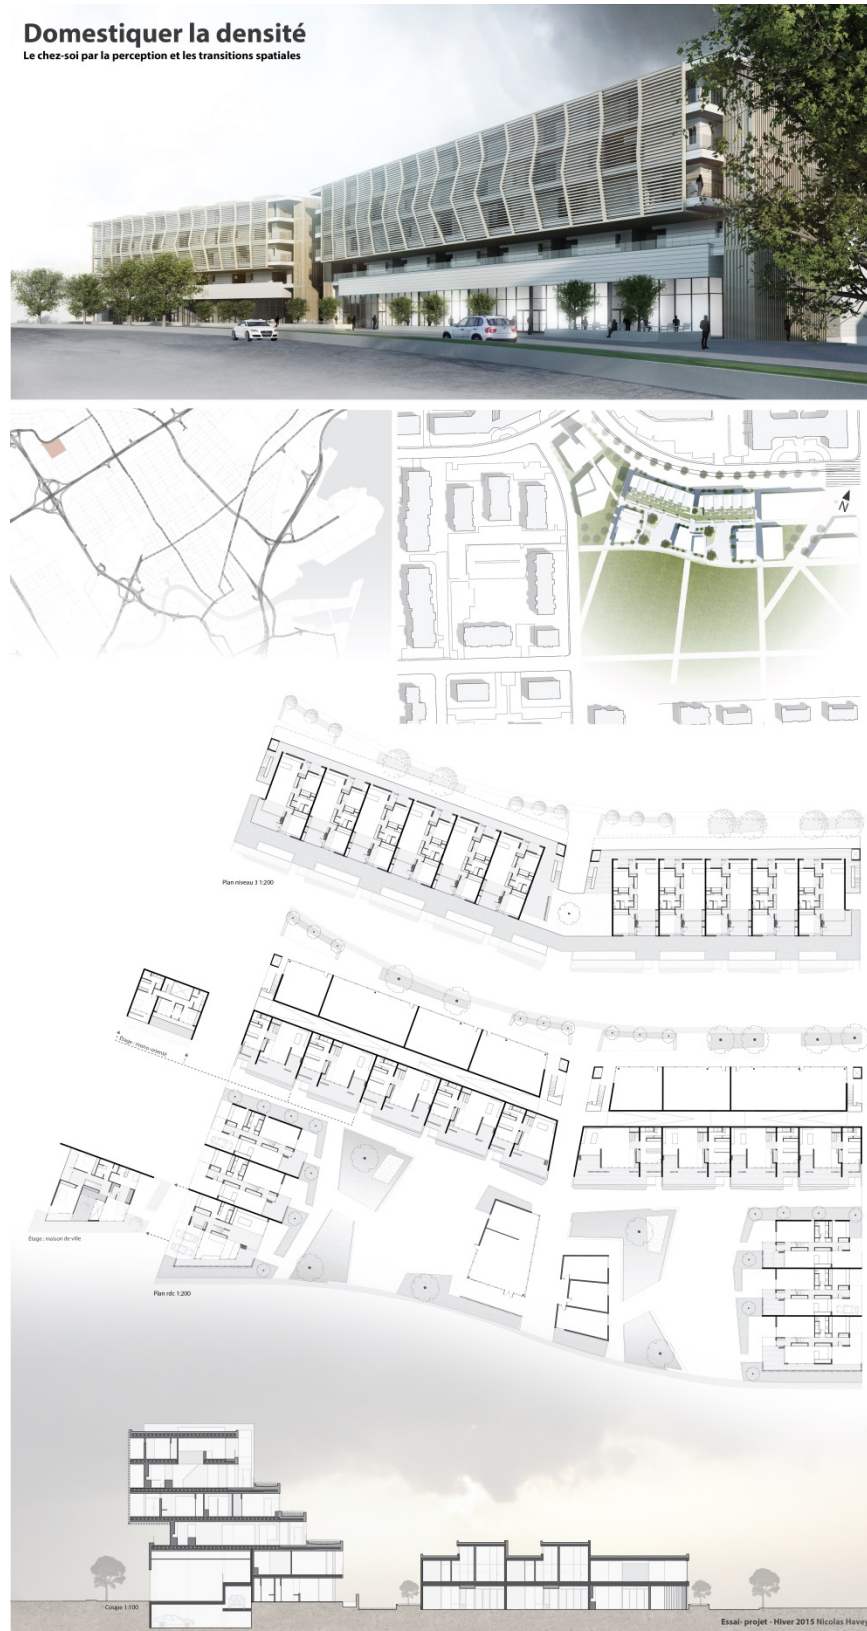 Domestiquer la densité
Le chez-soi par la perception et les transitions spatiales
N
Plan niveau 3 1:200
Étage : mono-orienté
Étage : maison de ville
Plan rdc 1:200
Coupe 1:100
Essai- projet - Hiver 2015 Nicolas Havey